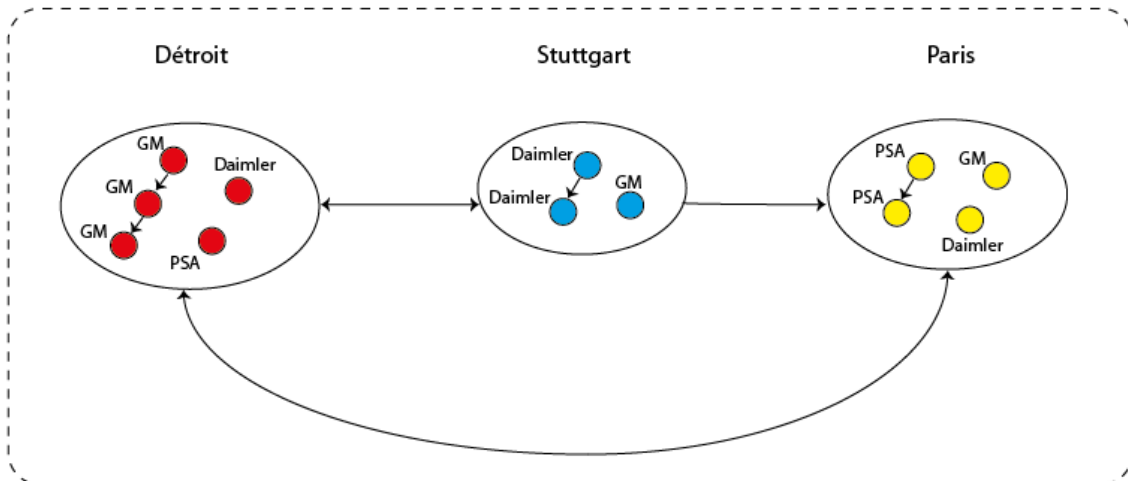 Détroit
Stuttgart
Paris
GM
Daimler
GM
GM
PSA
Daimler
Daimler
GM
PSA
GM
PSA
Daimler